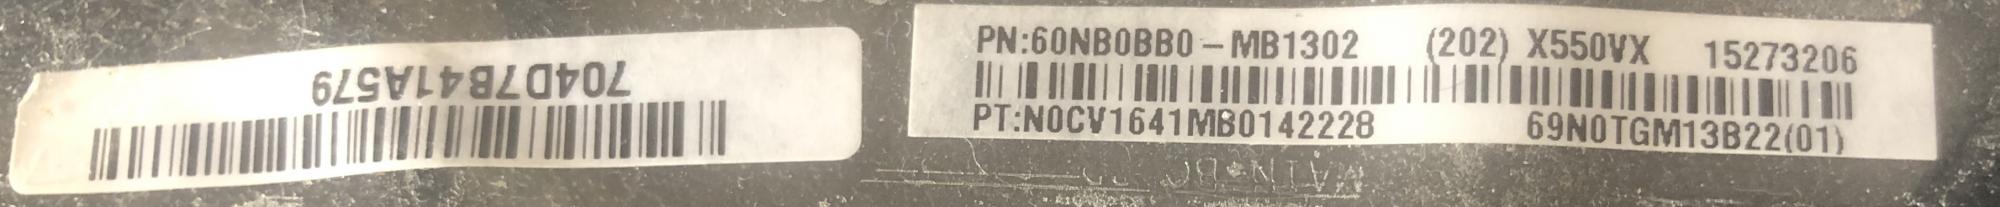 704D7B41A579
PN:60NB0BB0-MB1302 (202) X550VX 15273206
PT:N0CV1641MB0142228 69N0TGM13B22(01)